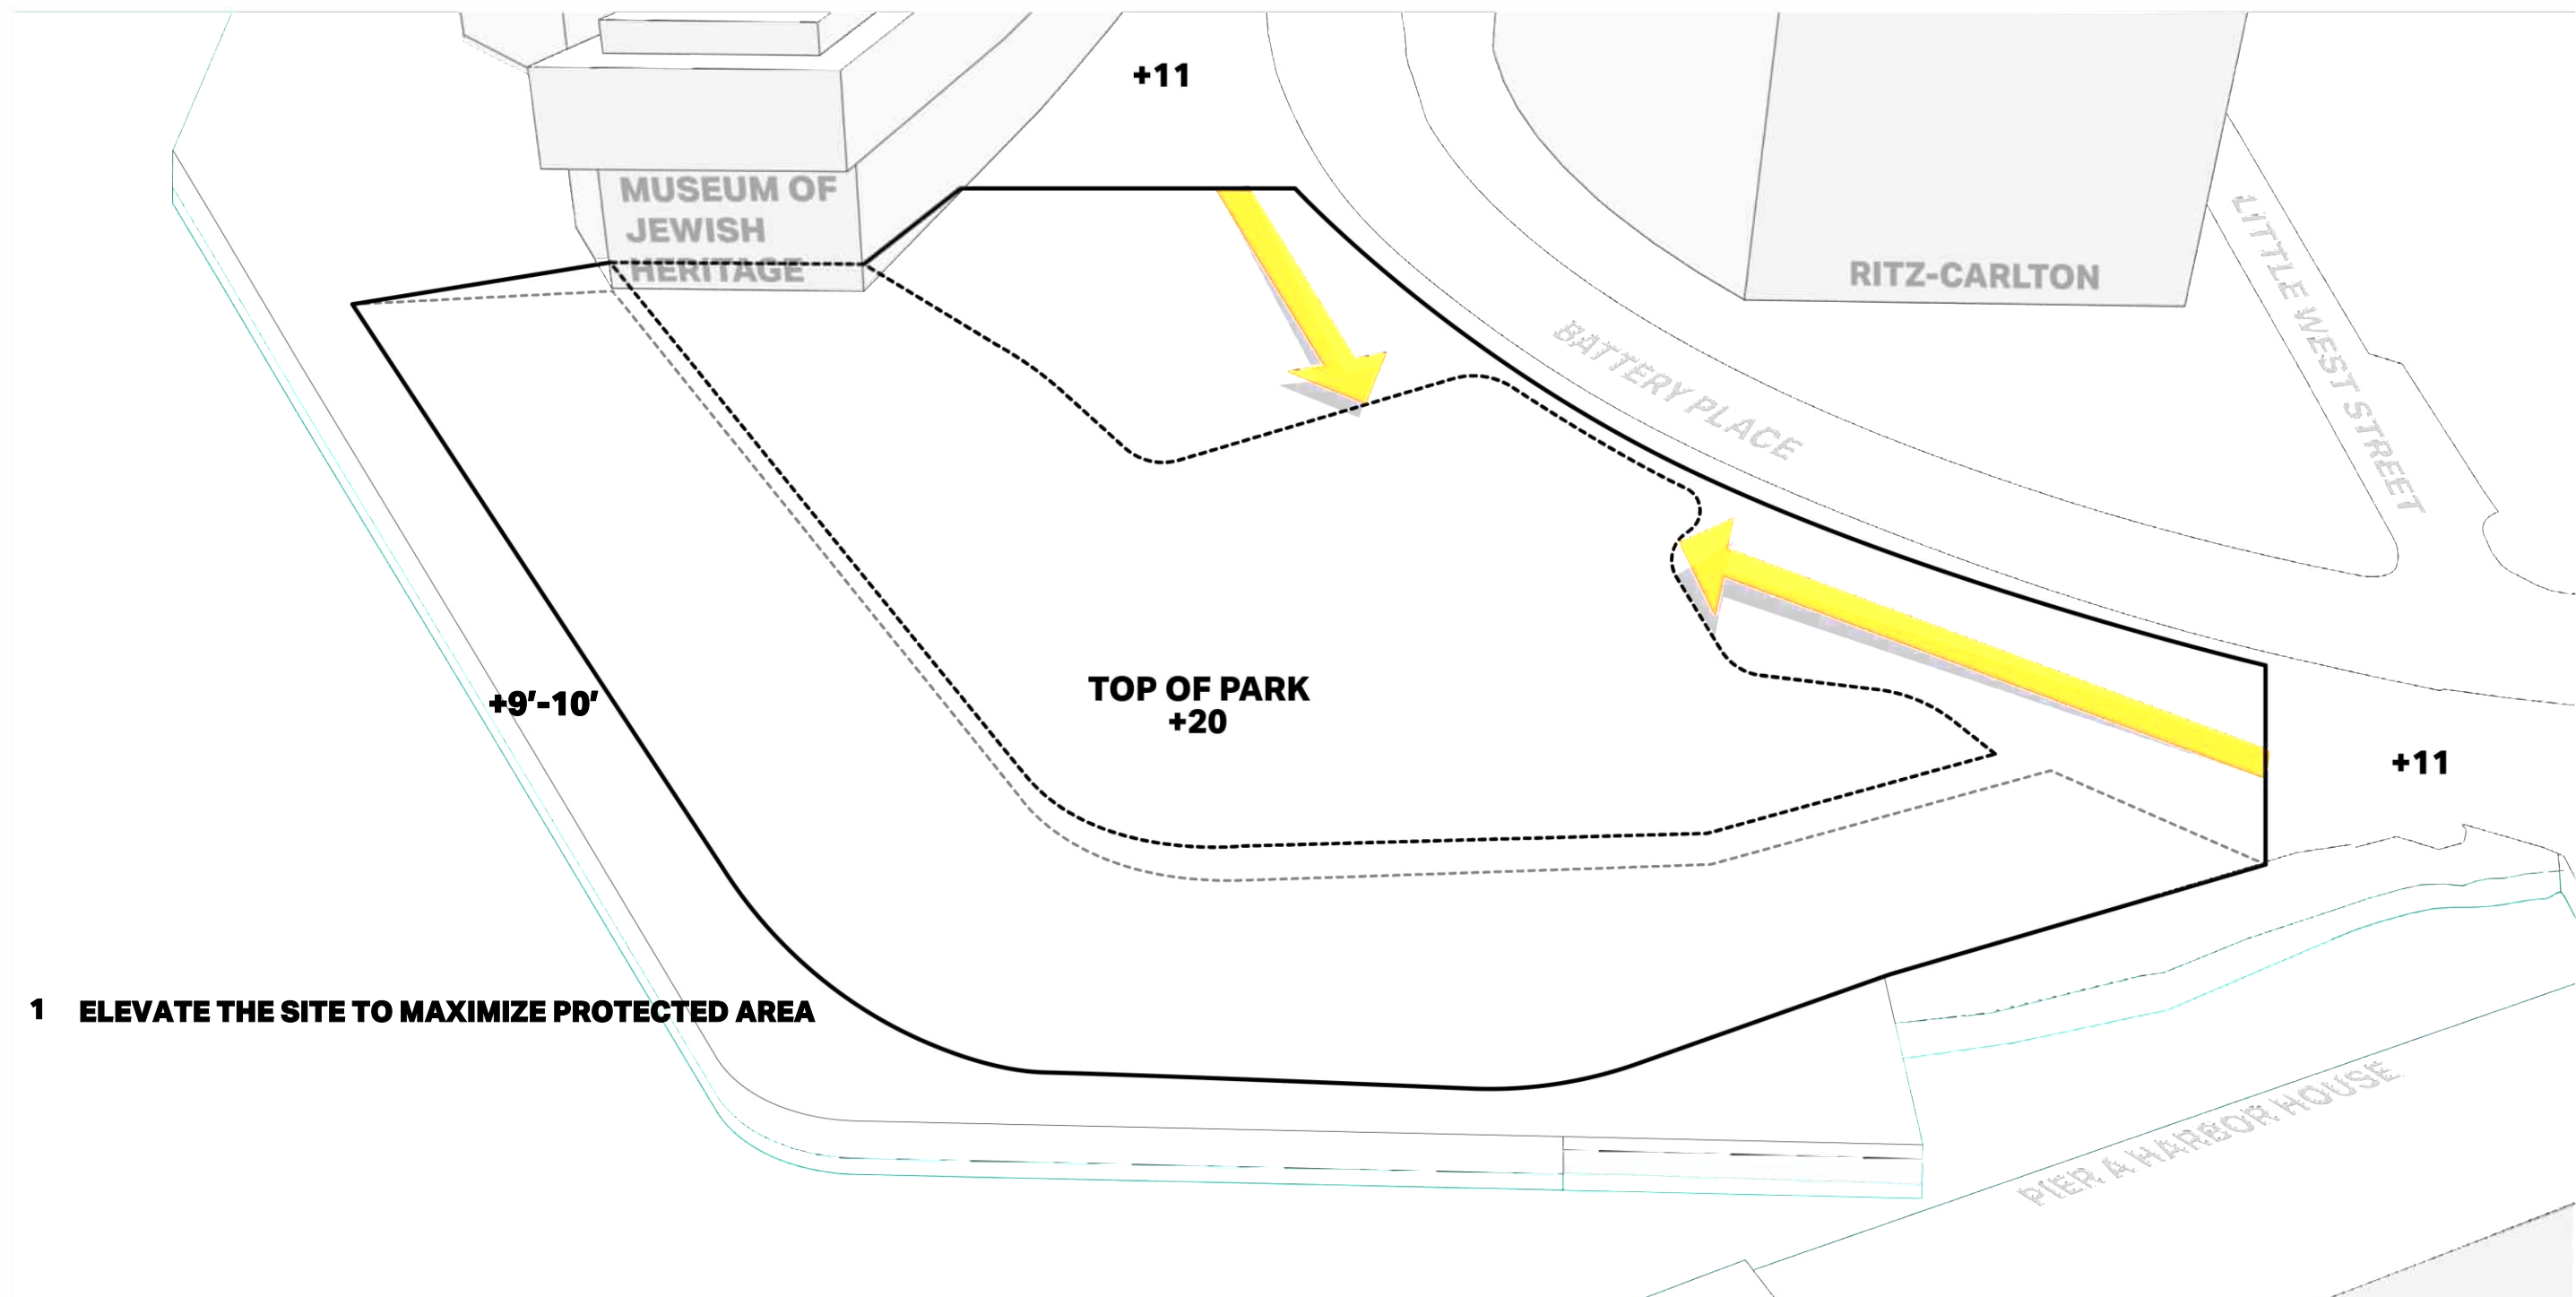 +11
MUSEUM OF
JEWISH
HERITAGE
RITZ-CARLTON
LITTLE WEST STREET
BATTERY PLACE
+9'-10'
TOP OF PARK
+20
+11
1 ELEVATE THE SITE TO MAXIMIZE PROTECTED AREA
PIER A HARBOR HOUSE